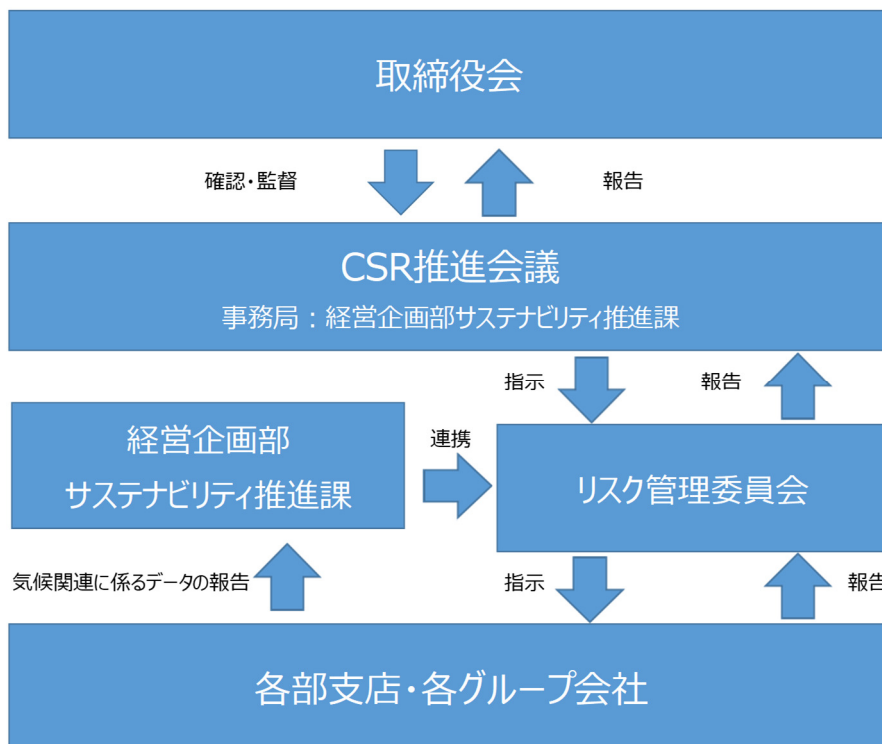 取締役会
確認・監督
報告
CSR推進会議
事務局：経営企画部サステナビリティ推進課
指示
報告
経営企画部
サステナビリティ推進課
連携
リスク管理委員会
気候関連に係るデータの報告
指示
報告
各部支店・各グループ会社